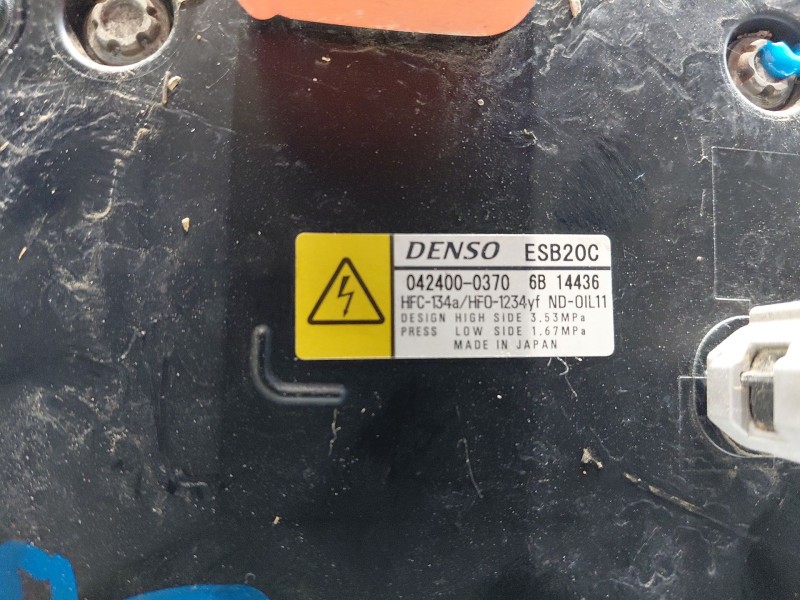 DENSO ESB20C
042400-0370 6B 14436
HFC-134a/HFO-1234yf ND-OIL11
DESIGN HIGH SIDE 3.53MPa
PRESS LOW SIDE 1.67MPa
MADE IN JAPAN